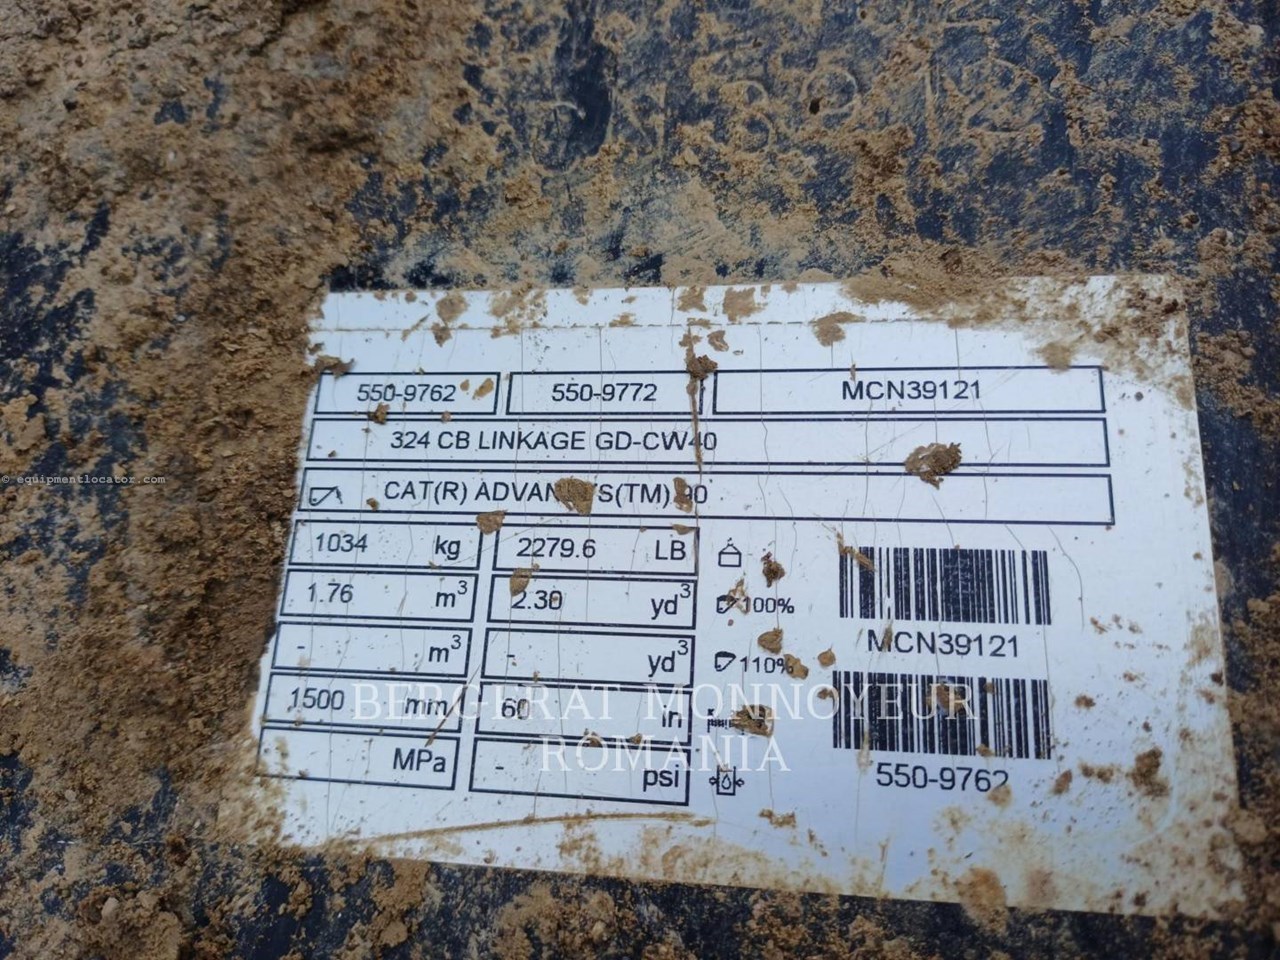 550-9762 550-9772 MCN39121
324 CB LINKAGE GD-CW40
CAT(R) ADVANSYS(TM) 90
1034 kg 2279.6 LB
1.76 m³ 2.30 yd³ 100%
- m³ - yd³ 110%
1500 mm 60 in
MPa - psi
MCN39121
550-9762
BERGERAT MONNOYEUR
ROMANIA
© equipmentlocator.com